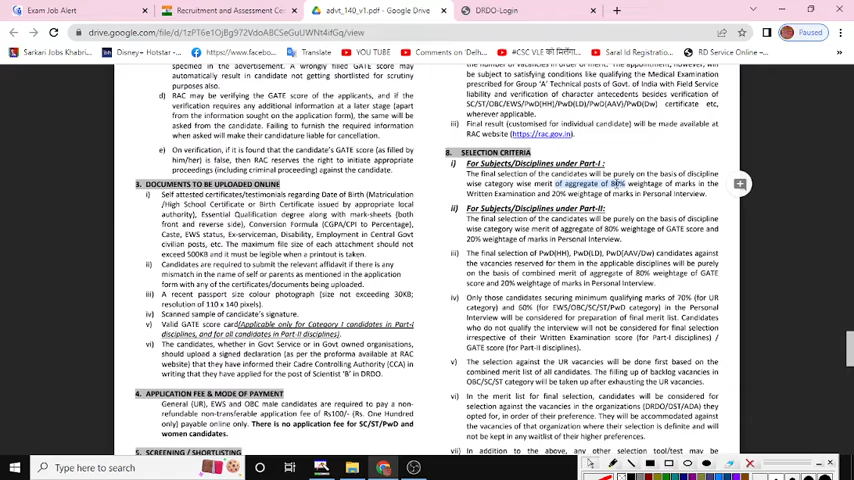 Exam Job Alert
Recruitment and Assessment Ce
advt_140_v1.pdf - Google Drive
DRDO-Login
drive.google.com/file/d/1zPT6e1OjBg972VdoABCSeGuUWNt4ifGq/view
Paused
Sarkari Jobs Khabri...
Disney+ Hotstar -
https://www.facebook...
Translate
YOU TUBE
Comments on 'Delh...
#CSC VLE
Saral Id Registratio...
RD Service Online -...
specified in the advertisement. A wrongly filled GATE score may
automatically result in candidate not getting shortlisted for scrutiny
purposes also.
d) RAC may be verifying the GATE score of the applicants, and if the
verification requires any additional information at a later stage (apart
from the information sought on the application), the same will be
asked from the candidate. Failing to furnish the required information
when asked will make their candidature liable for cancellation.
e) On verification, if it is found that the candidate's GATE score (as filled by
him/her) is false, then RAC reserves the right to initiate appropriate
proceedings (including criminal proceeding) against the candidate.
3. DOCUMENTS TO BE UPLOADED ONLINE
i) Self attested certificates/testimonials regarding Date of Birth (Matriculation
/High School Certificate or Birth Certificate issued by appropriate local
authority), Essential Qualification degree along with mark-sheets (both
front and reverse side), Conversion Formula (CGPA/CPI to Percentage),
Caste, EWS status, Ex-serviceman, Disability, Employment in Central Govt
civilian posts, etc. The maximum file size of each attachment should not
exceed 500KB and it must be legible when a printout is taken.
ii) Candidates are required to submit the relevant affidavit if there is any
mismatch in the name of self or parents as mentioned in the application
form with any of the certificates/documents being uploaded.
iii) A recent passport size colour photograph (size not exceeding 30KB;
resolution of 110 x 140 pixels).
iv) Scanned sample of candidate's signature.
v) Valid GATE score card(Applicable only for Category I candidates in Part-I
disciplines, and for all candidates in Part-II disciplines).
vi) The candidates, whether in Govt Service or in Govt owned organisations,
should upload a signed declaration (as per the proforma available at RAC
website) that they have informed their Cadre Controlling Authority (CCA) in
writing that they have applied for the post of Scientist 'B' in DRDO.
4. APPLICATION FEE & MODE OF PAYMENT
General (UR), EWS and OBC male candidates are required to pay a non-
refundable non-transferable application fee of Rs100/- (Rs. One Hundred
only) payable online only. There is no application fee for SC/ST/PwD and
women candidates.
5. SCREENING / SHORTLISTING
the number of vacancies in order of merit. The appointment, however, will
be subject to satisfying conditions like qualifying the Medical Examination
prescribed for Group 'A' Technical posts of Govt. of India with Field Service
liability and verification of character antecedents besides verification of
SC/ST/OBC/EWS/PwD(HH)/PwD(LD)/PwD(AAV)/PwD(Dw) certificate etc,
wherever applicable.
iii) Final result (customised for individual candidate) will be made available at
RAC website (https://rac.gov.in).
8. SELECTION CRITERIA
i) For Subjects/Disciplines under Part-I :
The final selection of the candidates will be purely on the basis of discipline
wise category wise merit of aggregate of 80% weightage of marks in the
Written Examination and 20% weightage of marks in Personal Interview.
ii) For Subjects/Disciplines under Part-II:
The final selection of the candidates will be purely on the basis of discipline
wise category wise merit of aggregate of 80% weightage of GATE score and
20% weightage of marks in Personal Interview.
iii) The final selection of PwD(HH), PwD(LD), PwD(AAV/Dw) candidates against
the vacancies reserved for them in the applicable disciplines will be purely
on the basis of combined merit of aggregate of 80% weightage of GATE
score and 20% weightage of marks in Personal Interview.
iv) Only those candidates securing minimum qualifying marks of 70% (for UR
category) and 60% (for EWS/OBC/SC/ST/PwD category) in the Personal
Interview will be considered for preparation of final merit list. Candidates
who do not qualify the interview will not be considered for final selection
irrespective of their Written Examination score (for Part-I disciplines) /
GATE score (for Part-II disciplines).
v) The selection against the UR vacancies will be done first based on the
combined merit list of all candidates. The filling up of backlog vacancies in
OBC/SC/ST category will be taken up after exhausting the UR vacancies.
vi) In the merit list for final selection, candidates will be considered for
selection against the vacancies in the organizations (DRDO/DST/ADA) they
opted for, in order of their preference. They will be accommodated against
the vacancies of that organization where their selection is definite and will
not be kept in any waitlist of their higher preferences.
vii) In addition to the above, any other selection tool/test may be
Type here to search